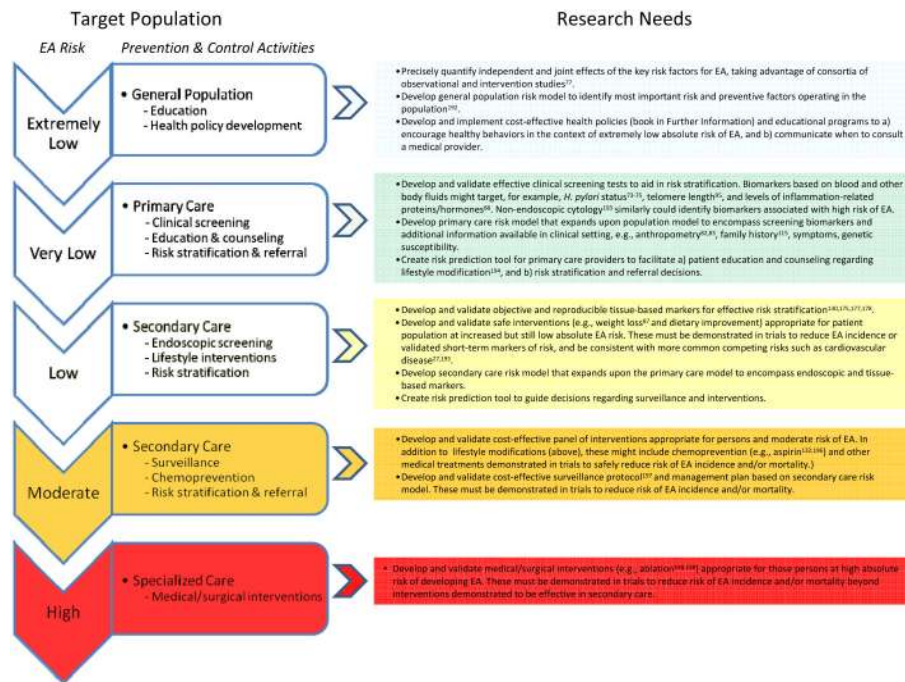 Target Population
Research Needs
EA Risk
Prevention & Control Activities
Extremely
Low
• General Population
- Education
- Health policy development
• Precisely quantify independent and joint effects of the key risk factors for EA, taking advantage of consortia of
observational and intervention studies
• Develop general population risk model to identify most important risk and preventive factors operating in the
population
• Develop and implement cost-effective health policies (book in Further Information) and educational programs to a)
encourage healthy behaviors in the context of extremely low absolute risk of EA, and b) communicate when to consult
a medical provider.
Very Low
• Primary Care
- Clinical screening
- Education & counseling
- Risk stratification & referral
• Develop and validate effective clinical screening tests to aid in risk stratification. Biomarkers based on blood and other
body fluids might target, for example, H. pylori status, telomere length, and levels of inflammation-related
proteins/hormones. Non-endoscopic cytology similarly could identify biomarkers associated with high risk of EA.
• Develop primary care risk model that expands upon population model to encompass screening biomarkers and
additional information available in clinical setting, e.g., anthropometry, family history, symptoms, genetic
susceptibility.
• Create risk prediction tool for primary care providers to facilitate a) patient education and counseling regarding
lifestyle modification, and b) risk stratification and referral decisions.
Low
• Secondary Care
- Endoscopic screening
- Lifestyle interventions
- Risk stratification
• Develop and validate objective and reproducible tissue-based markers for effective risk stratification
• Develop and validate safe interventions (e.g., weight loss and dietary improvement) appropriate for patient
population at increased but still low absolute EA risk. These must be demonstrated in trials to reduce EA incidence or
validated short-term markers of risk, and be consistent with more common competing risks such as cardiovascular
disease
• Develop secondary care risk model that expands upon the primary care model to encompass endoscopic and tissue-
based markers.
• Create risk prediction tool to guide decisions regarding surveillance and interventions.
Moderate
• Secondary Care
- Surveillance
- Chemoprevention
- Risk stratification & referral
• Develop and validate cost-effective panel of interventions appropriate for persons and moderate risk of EA. In
addition to lifestyle modifications (above), these might include chemoprevention (e.g., aspirin) and other
medical treatments demonstrated in trials to safely reduce risk of EA incidence and/or mortality.)
• Develop and validate cost-effective surveillance protocol and management plan based on secondary care risk
model. These must be demonstrated in trials to reduce risk of EA incidence and/or mortality.
High
• Specialized Care
- Medical/surgical interventions
• Develop and validate medical/surgical interventions (e.g., ablation) appropriate for those persons at high absolute
risk of developing EA. These must be demonstrated in trials to reduce risk of EA incidence and/or mortality beyond
interventions demonstrated to be effective in secondary care.